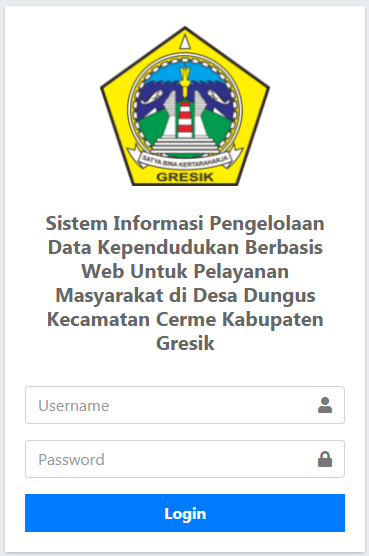 SATYA BINA KERTARAHARJA
GRESIK
Sistem Informasi Pengelolaan
Data Kependudukan Berbasis
Web Untuk Pelayanan
Masyarakat di Desa Dungus
Kecamatan Cerme Kabupaten
Gresik
Username
Password
Login